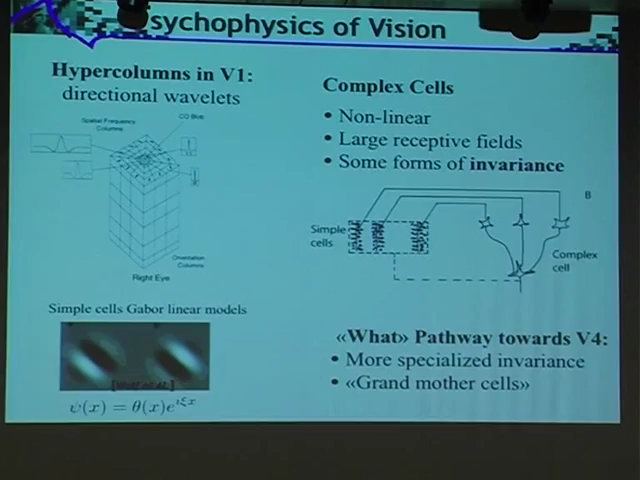 sychophysics of Vision
Hypercolumns in V1:
directional wavelets
Spatial Frequency
Columns
CO Blob
Orientation
Columns
Right Eye
Simple cells Gabor linear models
ψ(x) = θ(x)e^{iξx}
Complex Cells
• Non-linear
• Large receptive fields
• Some forms of invariance
B
Simple
cells
Complex
cell
«What» Pathway towards V4:
• More specialized invariance
• «Grand mother cells»